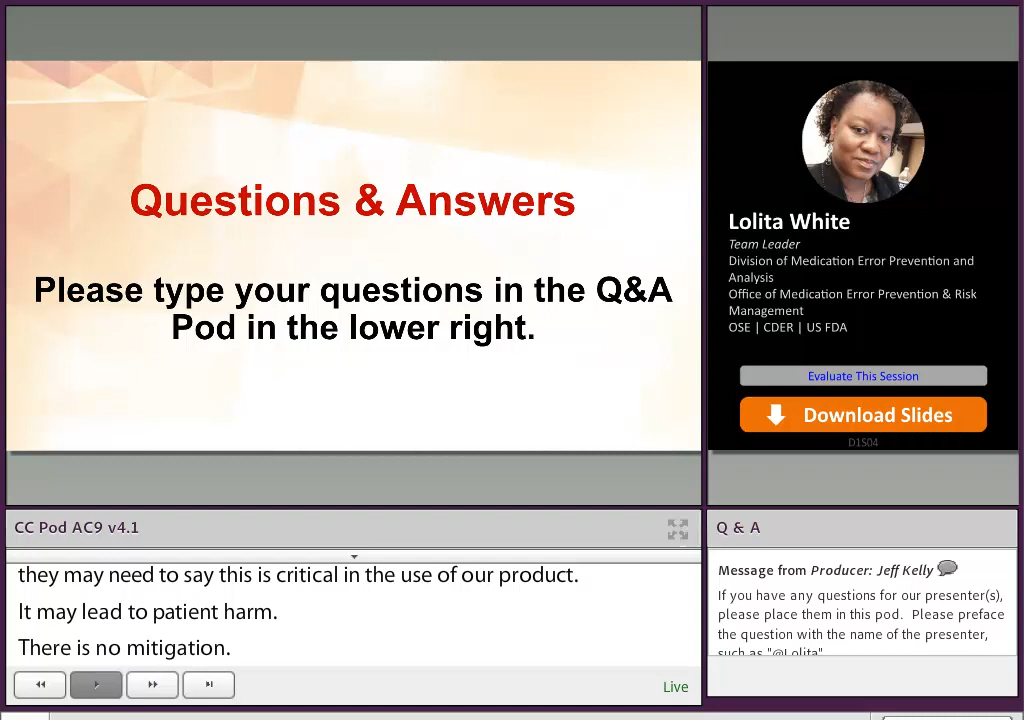 Questions & Answers
Please type your questions in the Q&A
Pod in the lower right.
Lolita White
Team Leader
Division of Medication Error Prevention and
Analysis
Office of Medication Error Prevention & Risk
Management
OSE | CDER | US FDA
Evaluate This Session
Download Slides
D1S04
CC Pod AC9 v4.1
they may need to say this is critical in the use of our product.
It may lead to patient harm.
There is no mitigation.
Live
Q & A
Message from Producer: Jeff Kelly
If you have any questions for our presenter(s),
please place them in this pod. Please preface
the question with the name of the presenter,
such as "@Lolita"